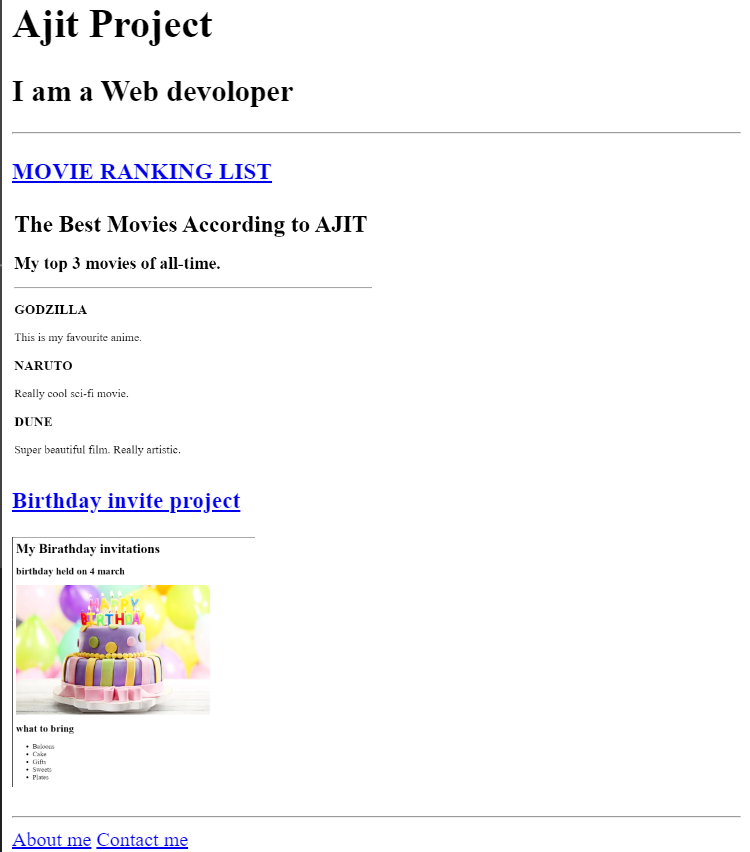 Ajit Project
I am a Web devoloper
MOVIE RANKING LIST
The Best Movies According to AJIT
My top 3 movies of all-time.
GODZILLA
This is my favourite anime.
NARUTO
Really cool sci-fi movie.
DUNE
Super beautiful film. Really artistic.
Birthday invite project
My Birathday invitations
birthday held on 4 march
HAPPY
BIRTHDAY
what to bring
Baloons
Cake
Gifts
Sweets
Plates
About me Contact me